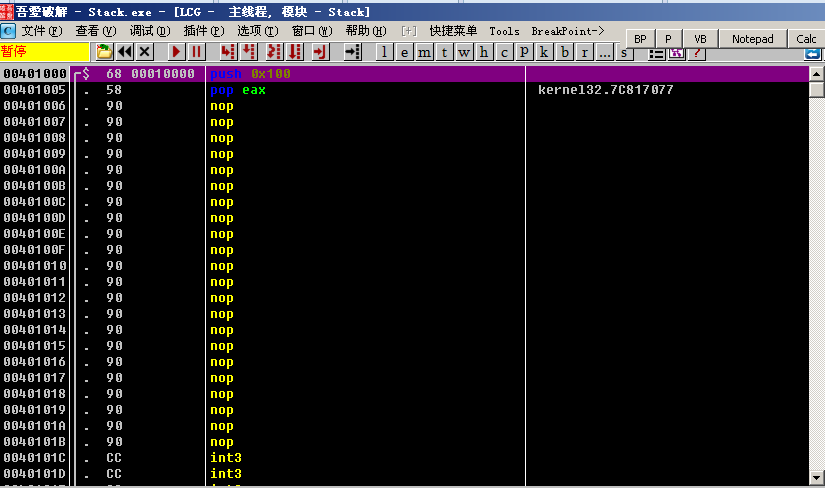 吾愛破解 - Stack.exe - [LCG - 主线程, 模块 - Stack]
C 文件(F) 查看(V) 调试(D) 插件(P) 选项(T) 窗口(W) 帮助(H) [+] 快捷菜单 Tools BreakPoint->
BP P VB Notepad Calc
暂停 l e m t w h c p k b r ... s ?
00401000 $ 68 00010000 push 0x100
00401005 . 58 pop eax kernel32.7C817077
00401006 . 90 nop
00401007 . 90 nop
00401008 . 90 nop
00401009 . 90 nop
0040100A . 90 nop
0040100B . 90 nop
0040100C . 90 nop
0040100D . 90 nop
0040100E . 90 nop
0040100F . 90 nop
00401010 . 90 nop
00401011 . 90 nop
00401012 . 90 nop
00401013 . 90 nop
00401014 . 90 nop
00401015 . 90 nop
00401016 . 90 nop
00401017 . 90 nop
00401018 . 90 nop
00401019 . 90 nop
0040101A . 90 nop
0040101B . 90 nop
0040101C . CC int3
0040101D . CC int3